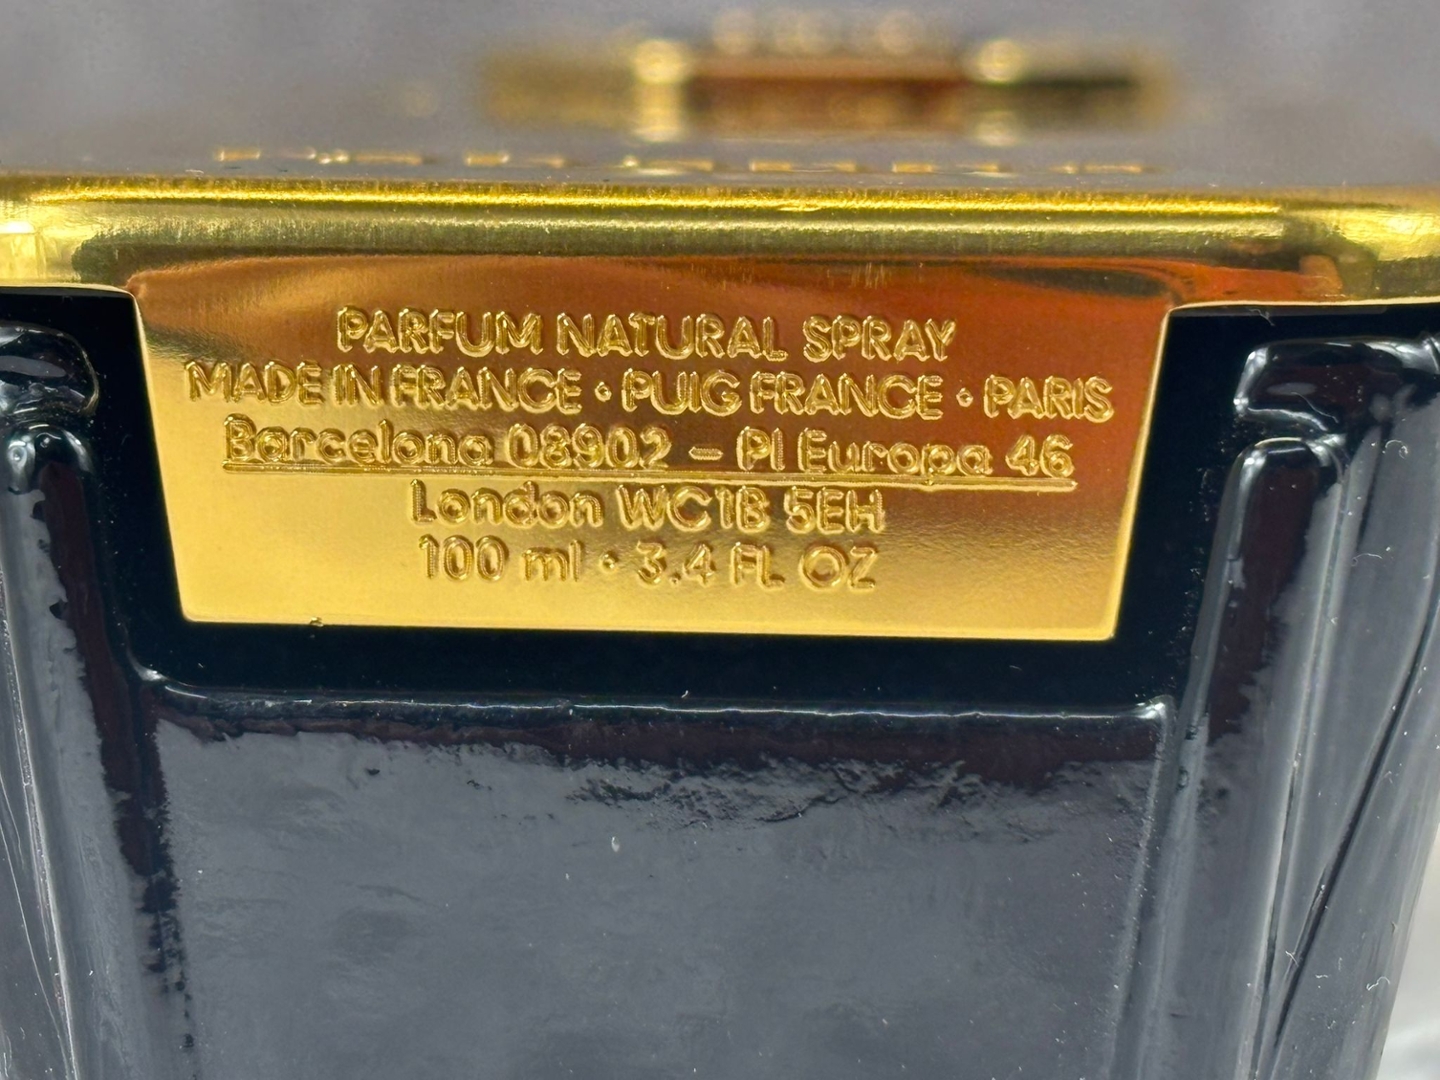 PARFUM NATURAL SPRAY
MADE IN FRANCE • PUIG FRANCE • PARIS
Barcelona 08902 – Pl Europa 46
London WC1B 5EH
100 ml • 3.4 FL OZ